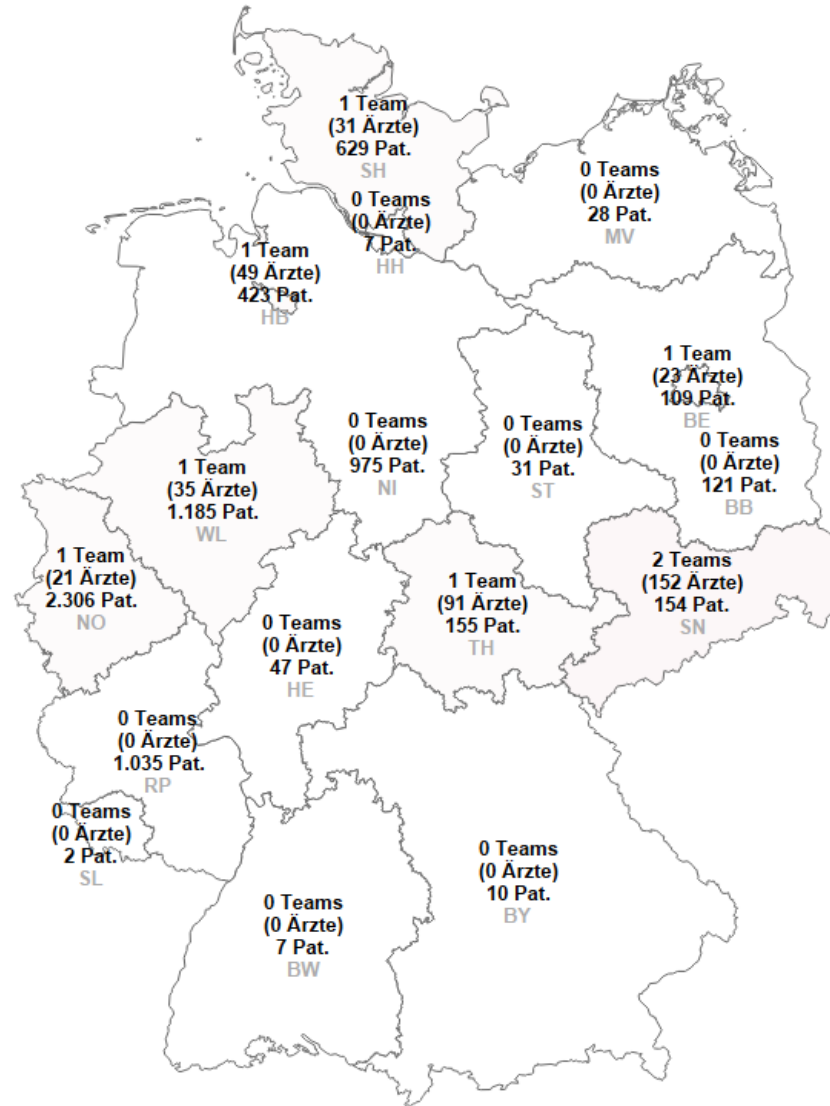 1 Team
(31 Ärzte)
629 Pat.
SH
0 Teams
(0 Ärzte)
28 Pat.
MV
0 Teams
(0 Ärzte)
7 Pat.
HH
1 Team
(49 Ärzte)
423 Pat.
HB
1 Team
(23 Ärzte)
109 Pat.
BE
0 Teams
(0 Ärzte)
975 Pat.
NI
0 Teams
(0 Ärzte)
31 Pat.
ST
0 Teams
(0 Ärzte)
121 Pat.
BB
1 Team
(35 Ärzte)
1.185 Pat.
WL
1 Team
(21 Ärzte)
2.306 Pat.
NO
0 Teams
(0 Ärzte)
47 Pat.
HE
1 Team
(91 Ärzte)
155 Pat.
TH
2 Teams
(152 Ärzte)
154 Pat.
SN
0 Teams
(0 Ärzte)
1.035 Pat.
RP
0 Teams
(0 Ärzte)
2 Pat.
SL
0 Teams
(0 Ärzte)
10 Pat.
BY
0 Teams
(0 Ärzte)
7 Pat.
BW